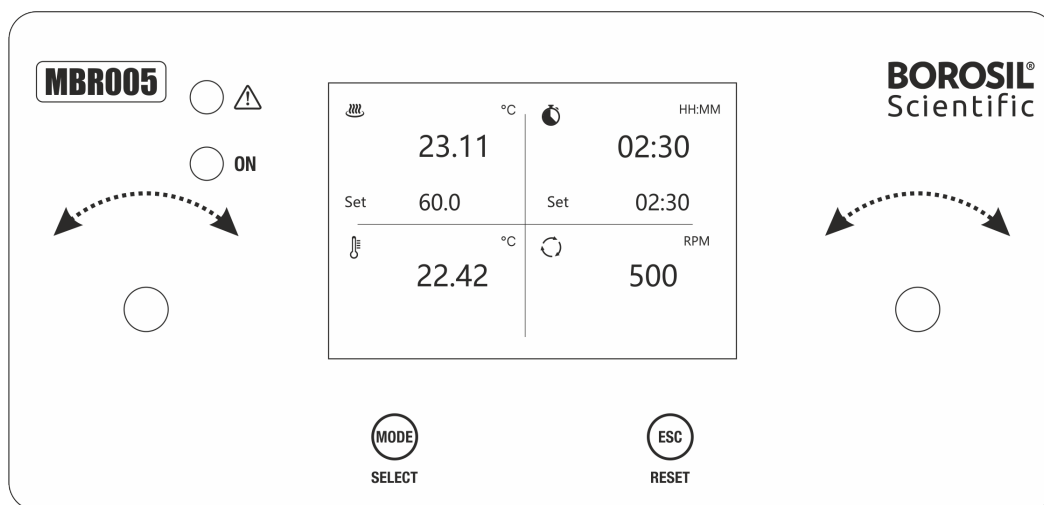 MBR005
BOROSIL®
Scientific
ON
°C
HH:MM
23.11
02:30
Set 60.0
Set 02:30
°C
RPM
22.42
500
MODE
ESC
SELECT
RESET